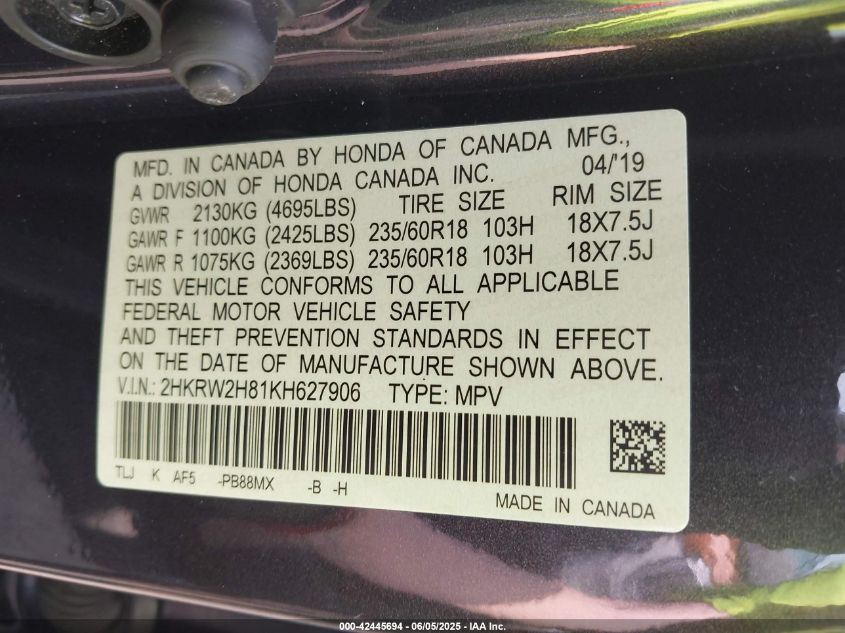 MFD. IN CANADA BY HONDA OF CANADA MFG.,
A DIVISION OF HONDA CANADA INC. 04/'19
GVWR 2130KG (4695LBS) TIRE SIZE RIM SIZE
GAWR F 1100KG (2425LBS) 235/60R18 103H 18X7.5J
GAWR R 1075KG (2369LBS) 235/60R18 103H 18X7.5J
THIS VEHICLE CONFORMS TO ALL APPLICABLE
FEDERAL MOTOR VEHICLE SAFETY
AND THEFT PREVENTION STANDARDS IN EFFECT
ON THE DATE OF MANUFACTURE SHOWN ABOVE.
V.I.N.: 2HKRW2H81KH627906 TYPE: MPV
TLJ K AF5 -PB88MX -B -H
MADE IN CANADA
000-42445694 - 06/05/2025 - IAA Inc.